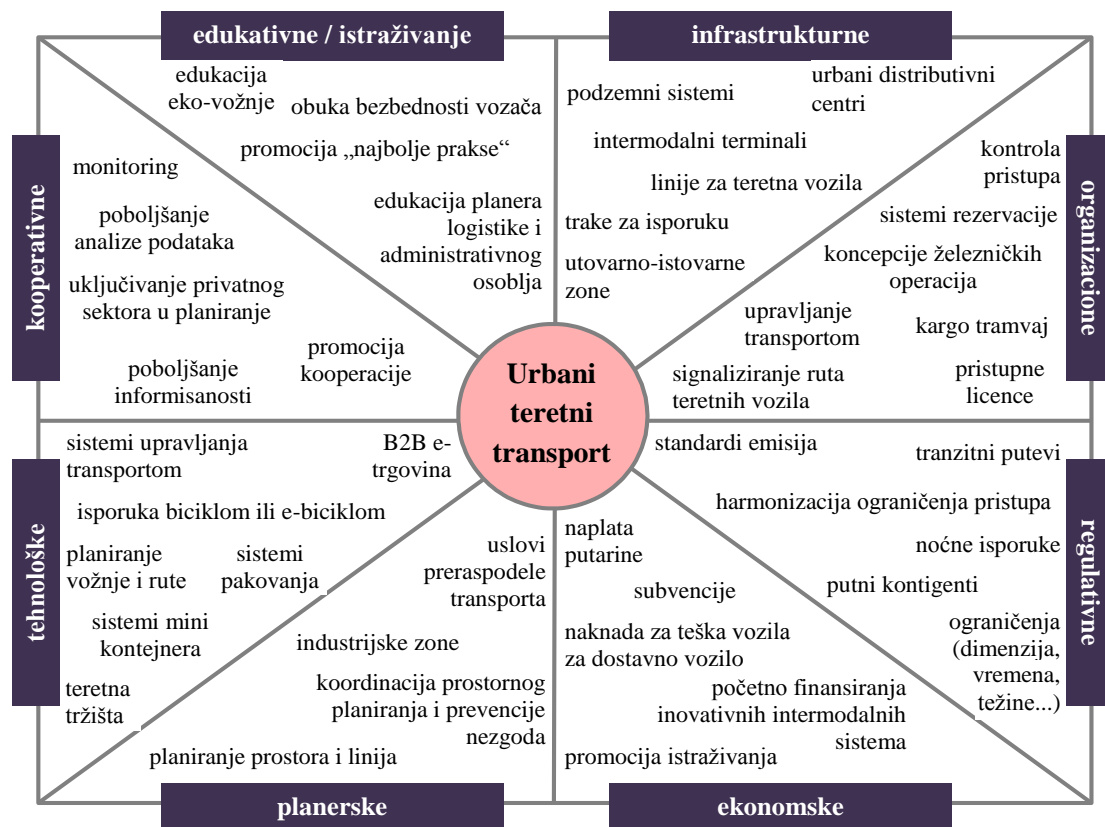 edukativne / istraživanje
edukacija
eko-vožnje
obuka bezbednosti vozača
promocija „najbolje prakse“
edukacija planera
logistike i
administrativnog
osoblja
infrastrukturne
podzemni sistemi
urbani distributivni
centri
intermodalni terminali
linije za teretna vozila
trake za isporuku
utovarno-istovarne
zone
kooperativne
monitoring
poboljšanje
analize podataka
uključivanje privatnog
sektora u planiranje
promocija
kooperacije
poboljšanje
informisanosti
organizacione
kontrola
pristupa
sistemi rezervacije
koncepcije železničkih
operacija
upravljanje
transportom
kargo tramvaj
signaliziranje ruta
teretnih vozila
pristupne
licence
Urbani
teretni
transport
tehnološke
sistemi upravljanja
transportom
B2B e-
trgovina
isporuka biciklom ili e-biciklom
planiranje
vožnje i rute
sistemi
pakovanja
sistemi mini
kontejnera
teretna
tržišta
regulativne
standardi emisija
tranzitni putevi
harmonizacija ograničenja pristupa
noćne isporuke
putni kontigenti
ograničenja
(dimenzija,
vremena,
težine...)
uslovi
preraspodele
transporta
industrijske zone
koordinacija prostornog
planiranja i prevencije
nezgoda
planiranje prostora i linija
planerske
naplata
putarine
subvencije
naknada za teška vozila
za dostavno vozilo
početno finansiranja
inovativnih intermodalnih
sistema
promocija istraživanja
ekonomske